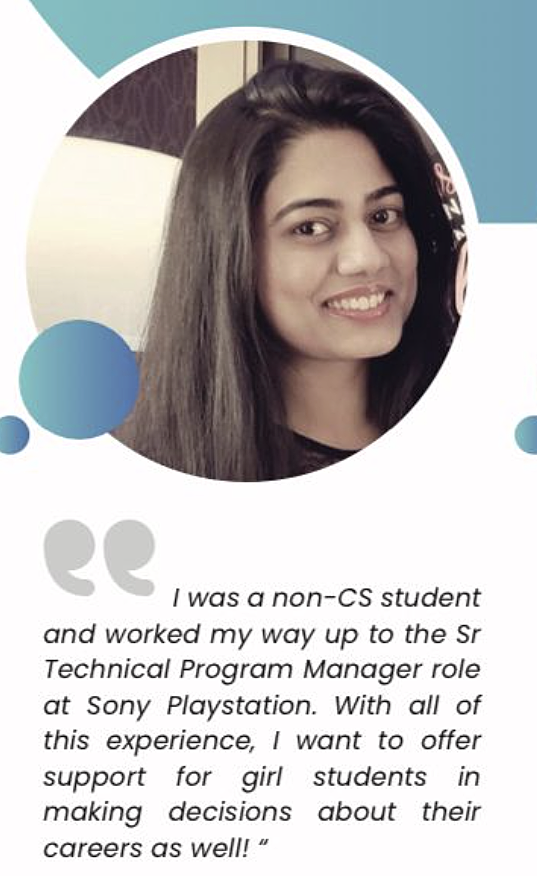 I was a non-CS student
and worked my way up to the Sr
Technical Program Manager role
at Sony Playstation. With all of
this experience, I want to offer
support for girl students in
making decisions about their
careers as well! “